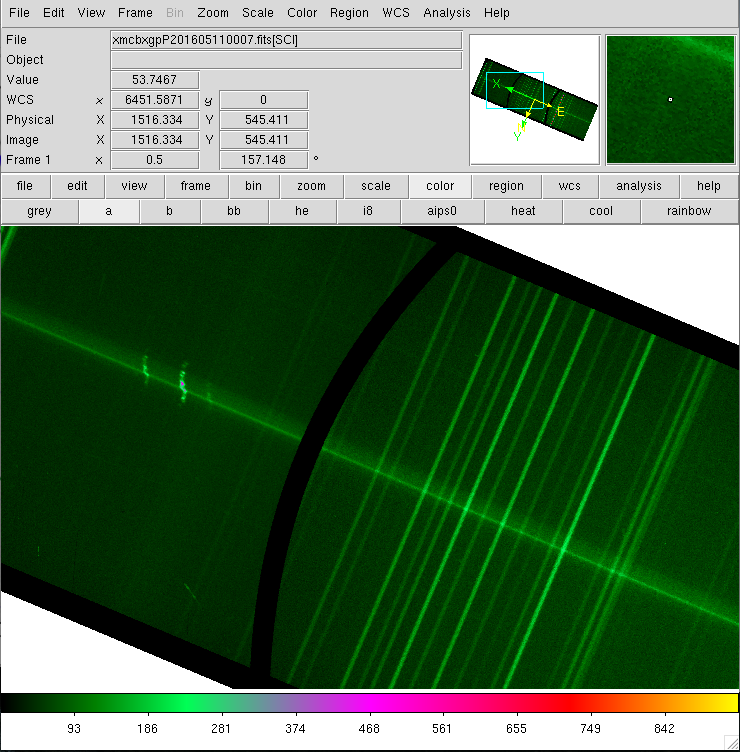 File Edit View Frame Bin Zoom Scale Color Region WCS Analysis Help
File xmcbxgpP201605110007.fits[SCI]
Object
Value 53.7467
WCS x 6451.5871 y 0
Physical X 1516.334 Y 545.411
Image X 1516.334 Y 545.411
Frame 1 x 0.5 157.148 °
X E
Y
file edit view frame bin zoom scale color region wcs analysis help
grey a b bb he i8 aips0 heat cool rainbow
93 186 281 374 468 561 655 749 842